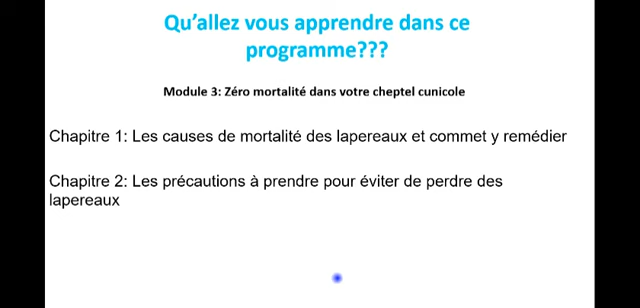 Qu’allez vous apprendre dans ce
programme???
Module 3: Zéro mortalité dans votre cheptel cunicole
Chapitre 1: Les causes de mortalité des lapereaux et commet y remédier
Chapitre 2: Les précautions à prendre pour éviter de perdre des
lapereaux